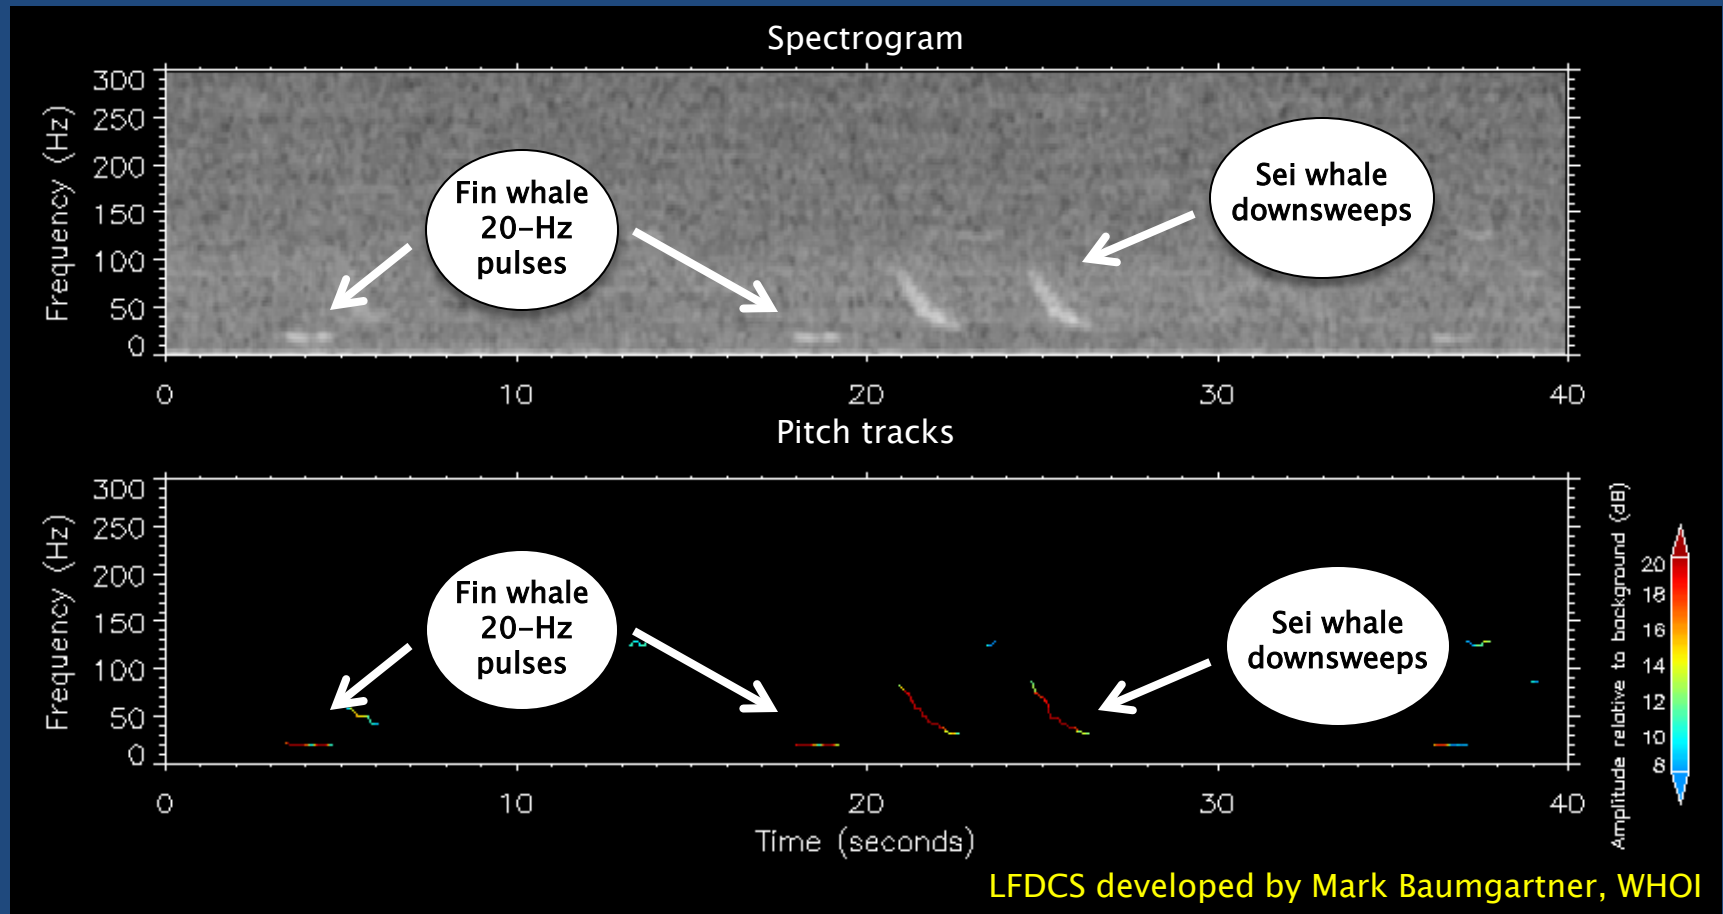 Spectrogram
Frequency (Hz)
300
250
200
150
100
50
0
Fin whale
20-Hz
pulses
Sei whale
downsweeps
0 10 20 30 40
Pitch tracks
Frequency (Hz)
300
250
200
150
100
50
0
Fin whale
20-Hz
pulses
Sei whale
downsweeps
0 10 20 30 40
Time (seconds)
Amplitude relative to background (dB)
20
18
16
14
12
10
8
LFDCS developed by Mark Baumgartner, WHOI